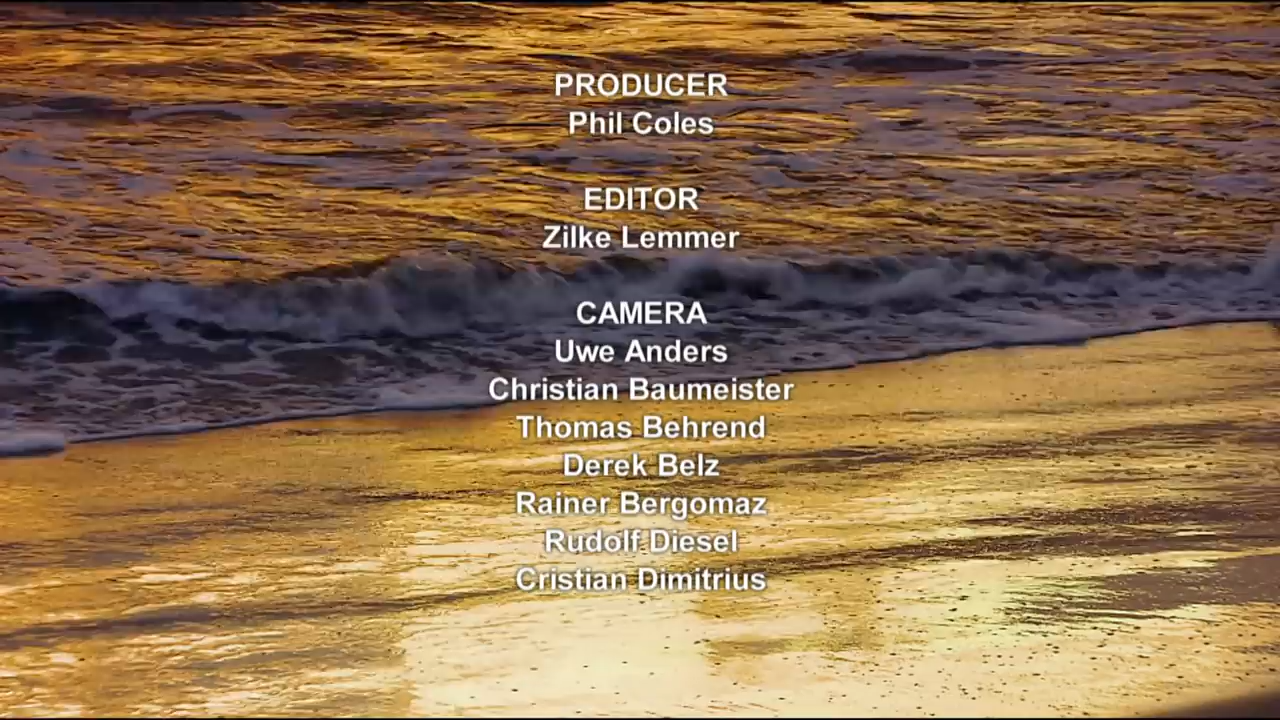 PRODUCER
Phil Coles
EDITOR
Zilke Lemmer
CAMERA
Uwe Anders
Christian Baumeister
Thomas Behrend
Derek Belz
Rainer Bergomaz
Rudolf Diesel
Cristian Dimitrius